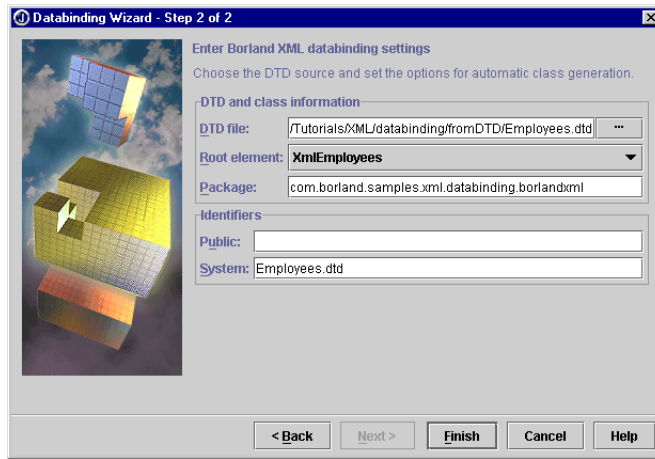 Databinding Wizard - Step 2 of 2
Enter Borland XML databinding settings
Choose the DTD source and set the options for automatic class generation.
DTD and class information
DTD file: /Tutorials/XML/databinding/fromDTD/Employees.dtd ...
Root element: XmlEmployees
Package: com.borland.samples.xml.databinding.borlandxml
Identifiers
Public:
System: Employees.dtd
< Back Next > Finish Cancel Help